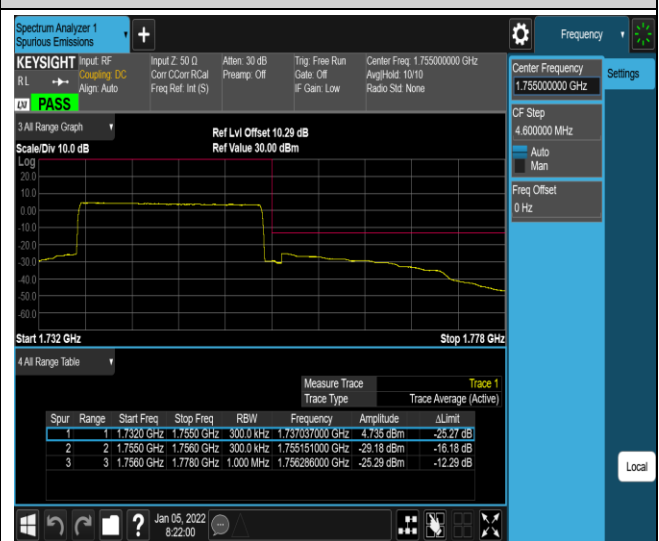 Spectrum Analyzer 1
Spurious Emissions
Frequency
KEYSIGHT
Input: RF
Coupling: DC
Align: Auto
Input Z: 50 Ω
Corr CCorr RCal
Freq Ref: Int (S)
Atten: 30 dB
Preamp: Off
Trig: Free Run
Gate: Off
IF Gain: Low
Center Freq: 1.755000000 GHz
Avg|Hold: 10/10
Radio Std: None
RL
LXI PASS
Center Frequency
1.755000000 GHz
Settings
CF Step
4.600000 MHz
Auto
Man
Freq Offset
0 Hz
3 All Range Graph
Ref Lvl Offset 10.29 dB
Scale/Div 10.0 dB
Ref Value 30.00 dBm
Log
20.0
10.0
0.00
-10.0
-20.0
-30.0
-40.0
-50.0
-60.0
Start 1.732 GHz
Stop 1.778 GHz
4 All Range Table
Measure Trace Trace 1
Trace Type Trace Average (Active)
Spur Range Start Freq Stop Freq RBW Frequency Amplitude ΔLimit
1 1 1.7320 GHz 1.7550 GHz 300.0 kHz 1.737037000 GHz 4.735 dBm -25.27 dB
2 2 1.7550 GHz 1.7560 GHz 300.0 kHz 1.755151000 GHz -29.18 dBm -16.18 dB
3 3 1.7560 GHz 1.7780 GHz 1.000 MHz 1.756286000 GHz -25.29 dBm -12.29 dB
Local
Jan 05, 2022
8:22:00